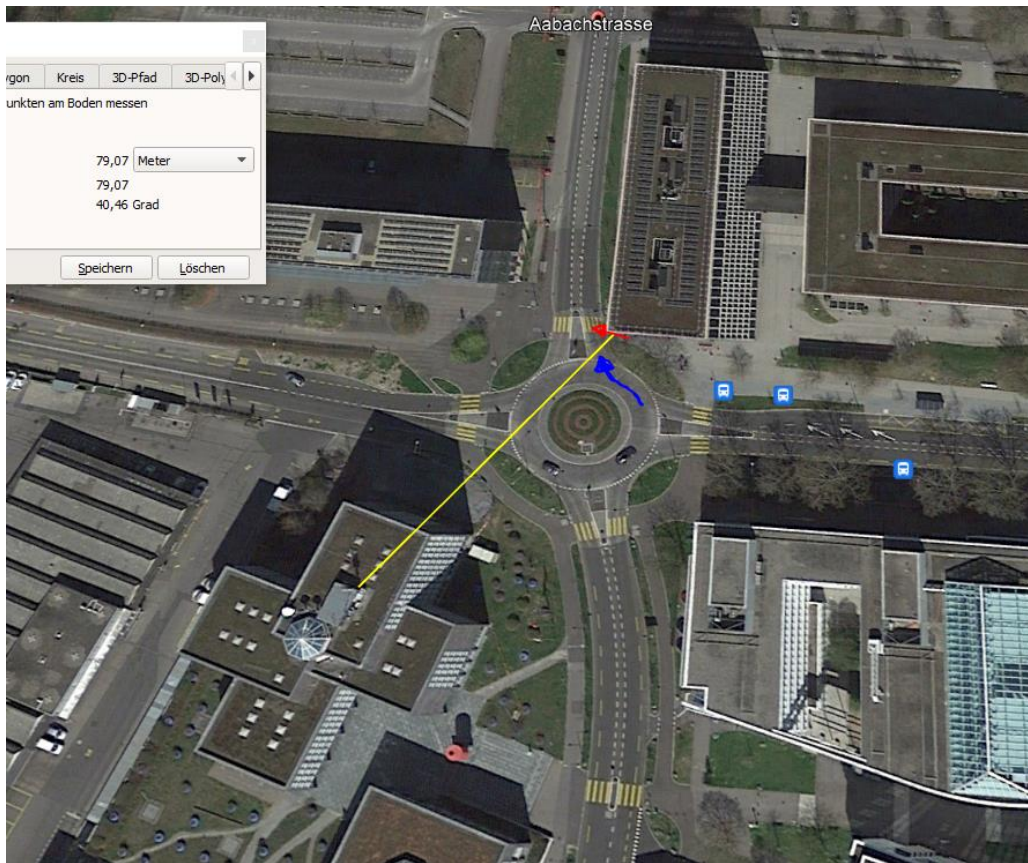 Aabachstrasse
ygon Kreis 3D-Pfad 3D-Poly
unkten am Boden messen
79,07 Meter
79,07
40,46 Grad
Speichern Löschen